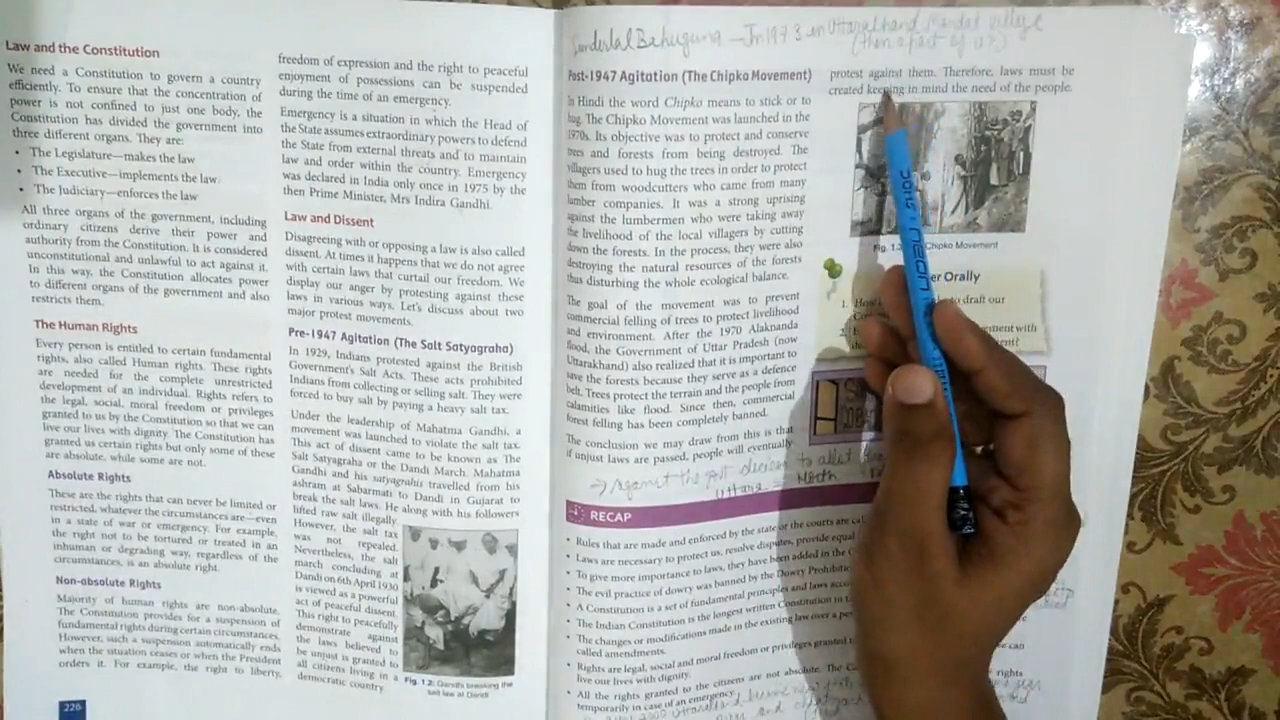 Law and the Constitution
We need a Constitution to govern a country
efficiently. To ensure that the concentration of
power is not confined to just one body, the
Constitution has divided the government into
three different organs. They are:
• The Legislature—makes the law
• The Executive—implements the law
• The Judiciary—enforces the law
All three organs of the government, including
ordinary citizens derive their power and
authority from the Constitution. It is considered
unconstitutional and unlawful to act against it.
In this way, the Constitution allocates power
to different organs of the government and also
restricts them.
The Human Rights
Every person is entitled to certain fundamental
rights, also called Human rights. These rights
are needed for the complete unrestricted
development of an individual. Rights refers to
the legal, social, moral freedom or privileges
granted to us by the Constitution so that we can
live our lives with dignity. The Constitution has
granted us certain rights but only some of these
are absolute, while some are not.
Absolute Rights
These are the rights that can never be limited or
restricted, whatever the circumstances are—even
in a state of war or emergency. For example,
the right not to be tortured or treated in an
inhuman or degrading way, regardless of the
circumstances, is an absolute right.
Non-absolute Rights
Majority of human rights are non-absolute.
The Constitution provides for a suspension of
fundamental rights during certain circumstances.
However, such a suspension automatically ends
when the situation ceases or when the President
orders it. For example, the right to liberty,
226
freedom of expression and the right to peaceful
enjoyment of possessions can be suspended
during the time of an emergency.
Emergency is a situation in which the Head of
the State assumes extraordinary powers to defend
the State from external threats and to maintain
law and order within the country. Emergency
was declared in India only once in 1975 by the
then Prime Minister, Mrs Indira Gandhi.
Law and Dissent
Disagreeing with or opposing a law is also called
dissent. At times it happens that we do not agree
with certain laws that curtail our freedom. We
display our anger by protesting against these
laws in various ways. Let's discuss about two
major protest movements.
Pre-1947 Agitation (The Salt Satyagraha)
In 1929, Indians protested against the British
Government's Salt Acts. These acts prohibited
Indians from collecting or selling salt. They were
forced to buy salt by paying a heavy salt tax.
Under the leadership of Mahatma Gandhi, a
movement was launched to violate the salt tax.
This act of dissent came to be known as The
Salt Satyagraha or the Dandi March. Mahatma
Gandhi and his satyagrahis travelled from his
ashram at Sabarmati to Dandi in Gujarat to
break the salt laws. He along with his followers
lifted raw salt illegally.
However, the salt tax
was not repealed.
Nevertheless, the salt
march concluding at
Dandi on 6th April 1930
is viewed as a powerful
act of peaceful dissent.
This right to peacefully
demonstrate against
the laws believed to
be unjust is granted to
all citizens living in a
democratic country.
Fig. 1.2: Gandhi breaking the
salt law at Dandi
Sunderlal Bahuguna — In 1973 in Uttarakhand Mandal village
(then a part of UP)
Post-1947 Agitation (The Chipko Movement)
In Hindi the word Chipko means to stick or to
hug. The Chipko Movement was launched in the
1970s. Its objective was to protect and conserve
trees and forests from being destroyed. The
villagers used to hug the trees in order to protect
them from woodcutters who came from many
lumber companies. It was a strong uprising
against the lumbermen who were taking away
the livelihood of the local villagers by cutting
down the forests. In the process, they were also
destroying the natural resources of the forests
thus disturbing the whole ecological balance.
The goal of the movement was to prevent
commercial felling of trees to protect livelihood
and environment. After the 1970 Alaknanda
flood, the Government of Uttar Pradesh (now
Uttarakhand) also realized that it is important to
save the forests because they serve as a defence
belt. Trees protect the terrain and the people from
calamities like flood. Since then, commercial
forest felling has been completely banned.
The conclusion we may draw from this is that
if unjust laws are passed, people will eventually
→ Against the govt decision to allot
protest against them. Therefore, laws must be
created keeping in mind the need of the people.
Fig. 1.3 Chipko Movement
er Orally
1. to draft our
2. ment with
RECAP
• Rules that are made and enforced by the state or the courts are
• Laws are necessary to protect us, resolve disputes, provide equal
• To give more importance to laws, they have been added in the
• The evil practice of dowry was banned by the Dowry
• A Constitution is a set of fundamental principles and laws
• The Indian Constitution is the longest written Constitution in
• The changes or modifications made in the existing law over a
called amendments.
• Rights are legal, social and moral freedom or privileges granted can
live our lives with dignity.
• All the rights granted to the citizens are not absolute. The rights
temporarily in case of an emergency.